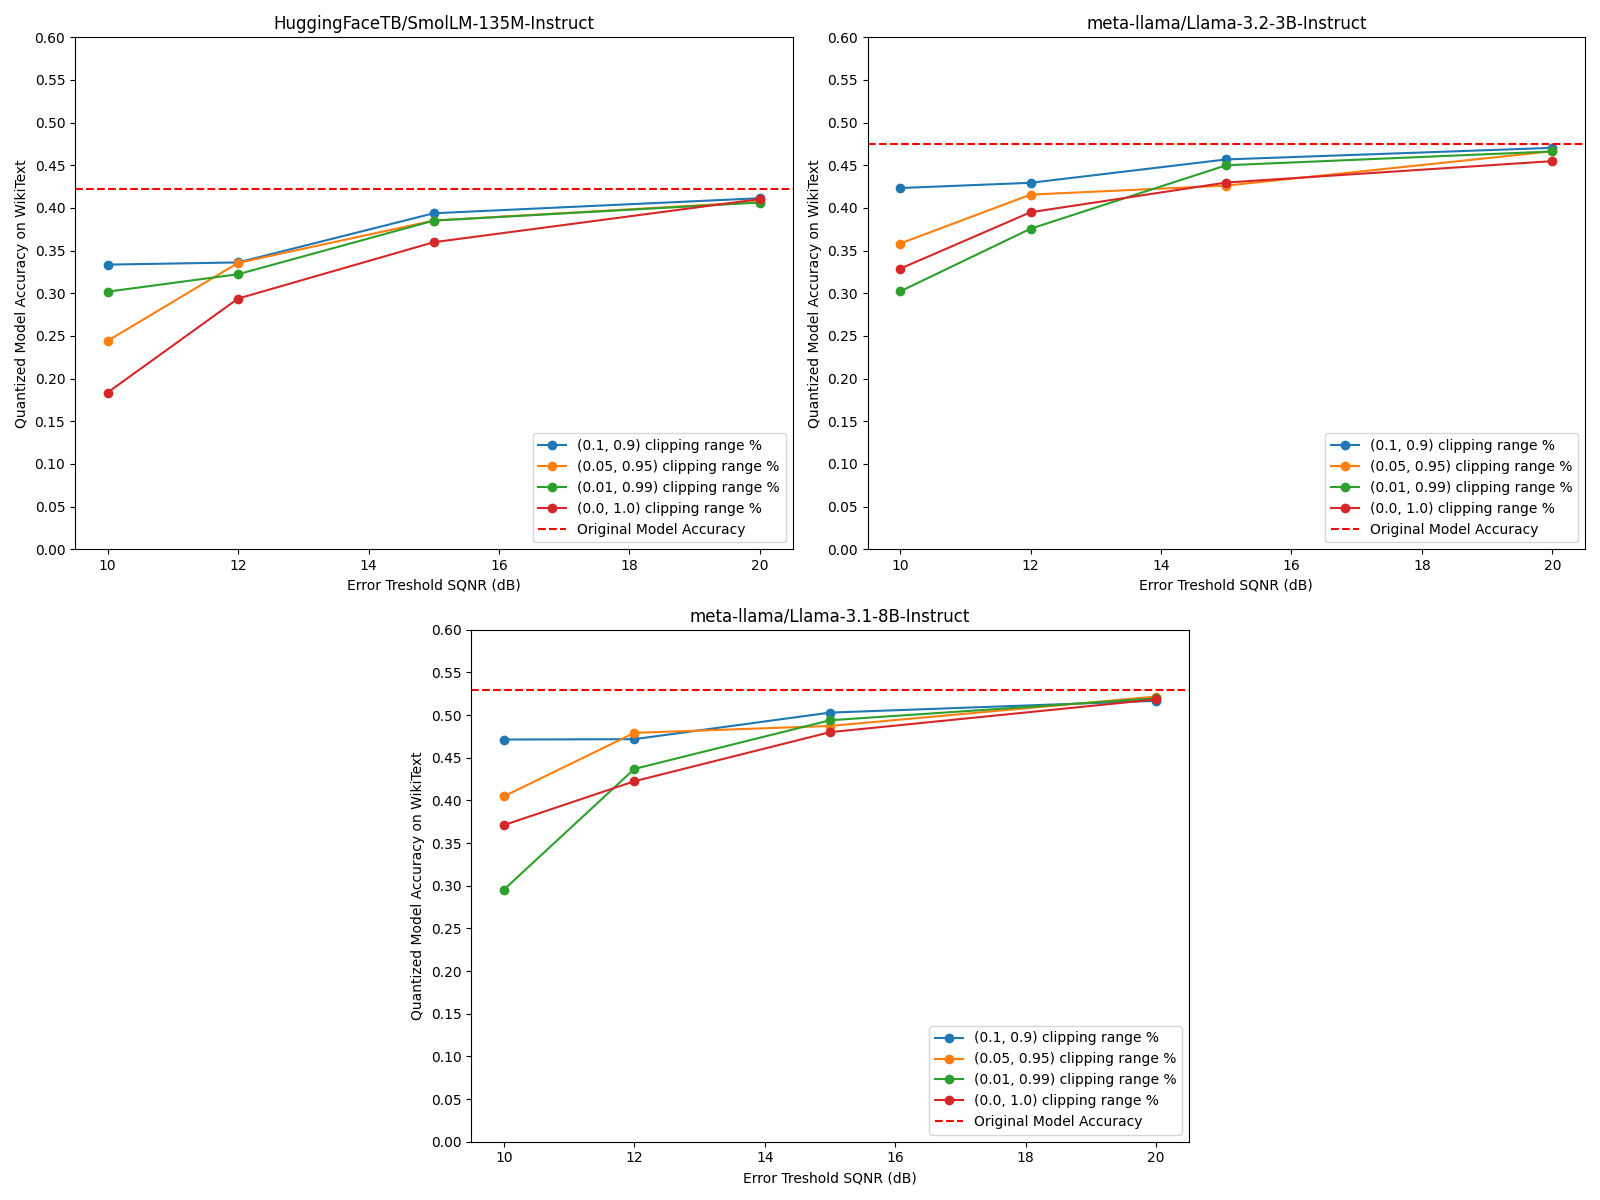 HuggingFaceTB/SmolLM-135M-Instruct
0.60
0.55
0.50
0.45
0.40
0.35
0.30
0.25
0.20
0.15
0.10
0.05
0.00
Quantized Model Accuracy on WikiText
(0.1, 0.9) clipping range %
(0.05, 0.95) clipping range %
(0.01, 0.99) clipping range %
(0.0, 1.0) clipping range %
Original Model Accuracy
10 12 14 16 18 20
Error Treshold SQNR (dB)
meta-llama/Llama-3.2-3B-Instruct
0.60
0.55
0.50
0.45
0.40
0.35
0.30
0.25
0.20
0.15
0.10
0.05
0.00
Quantized Model Accuracy on WikiText
(0.1, 0.9) clipping range %
(0.05, 0.95) clipping range %
(0.01, 0.99) clipping range %
(0.0, 1.0) clipping range %
Original Model Accuracy
10 12 14 16 18 20
Error Treshold SQNR (dB)
meta-llama/Llama-3.1-8B-Instruct
0.60
0.55
0.50
0.45
0.40
0.35
0.30
0.25
0.20
0.15
0.10
0.05
0.00
Quantized Model Accuracy on WikiText
(0.1, 0.9) clipping range %
(0.05, 0.95) clipping range %
(0.01, 0.99) clipping range %
(0.0, 1.0) clipping range %
Original Model Accuracy
10 12 14 16 18 20
Error Treshold SQNR (dB)